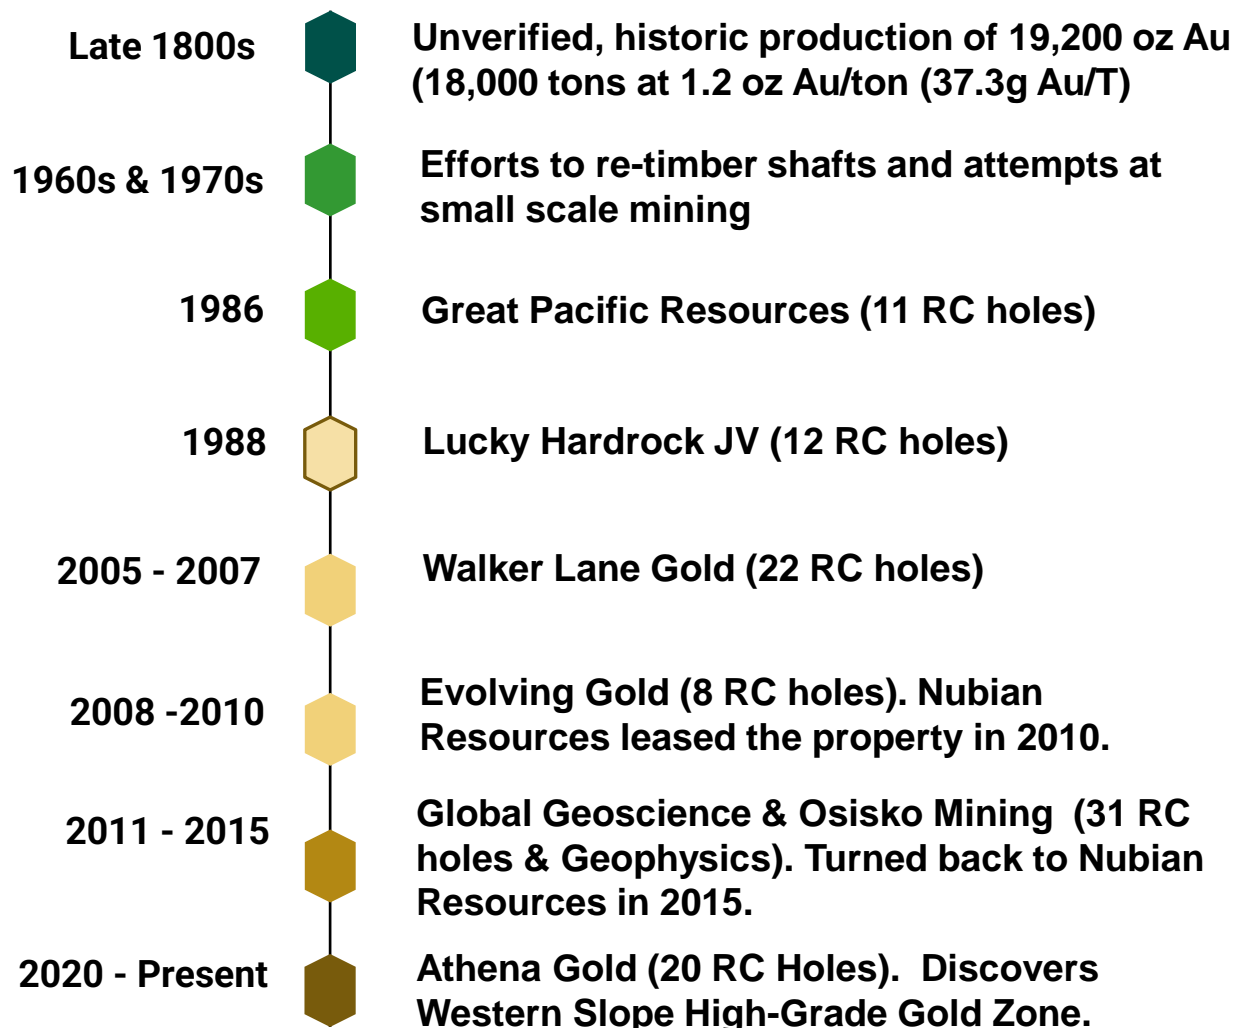 Late 1800s
Unverified, historic production of 19,200 oz Au
(18,000 tons at 1.2 oz Au/ton (37.3g Au/T)
1960s & 1970s
Efforts to re-timber shafts and attempts at
small scale mining
1986
Great Pacific Resources (11 RC holes)
1988
Lucky Hardrock JV (12 RC holes)
2005 - 2007
Walker Lane Gold (22 RC holes)
2008 -2010
Evolving Gold (8 RC holes). Nubian
Resources leased the property in 2010.
2011 - 2015
Global Geoscience & Osisko Mining  (31 RC
holes & Geophysics). Turned back to Nubian
Resources in 2015.
2020 - Present
Athena Gold (20 RC Holes).  Discovers
Western Slope High-Grade Gold Zone.